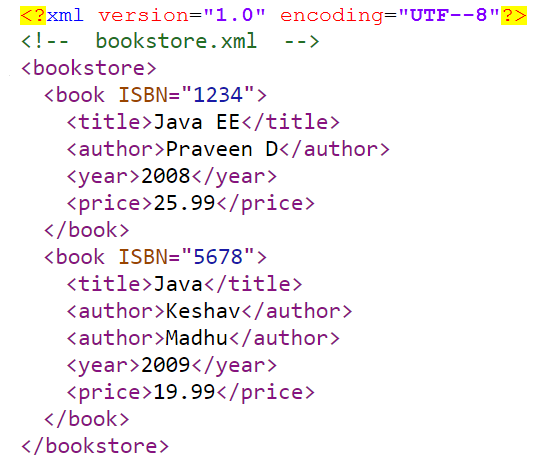 <?xml version="1.0" encoding="UTF--8"?>
<!-- bookstore.xml -->
<bookstore>
<book ISBN="1234">
<title>Java EE</title>
<author>Praveen D</author>
<year>2008</year>
<price>25.99</price>
</book>
<book ISBN="5678">
<title>Java</title>
<author>Keshav</author>
<author>Madhu</author>
<year>2009</year>
<price>19.99</price>
</book>
</bookstore>